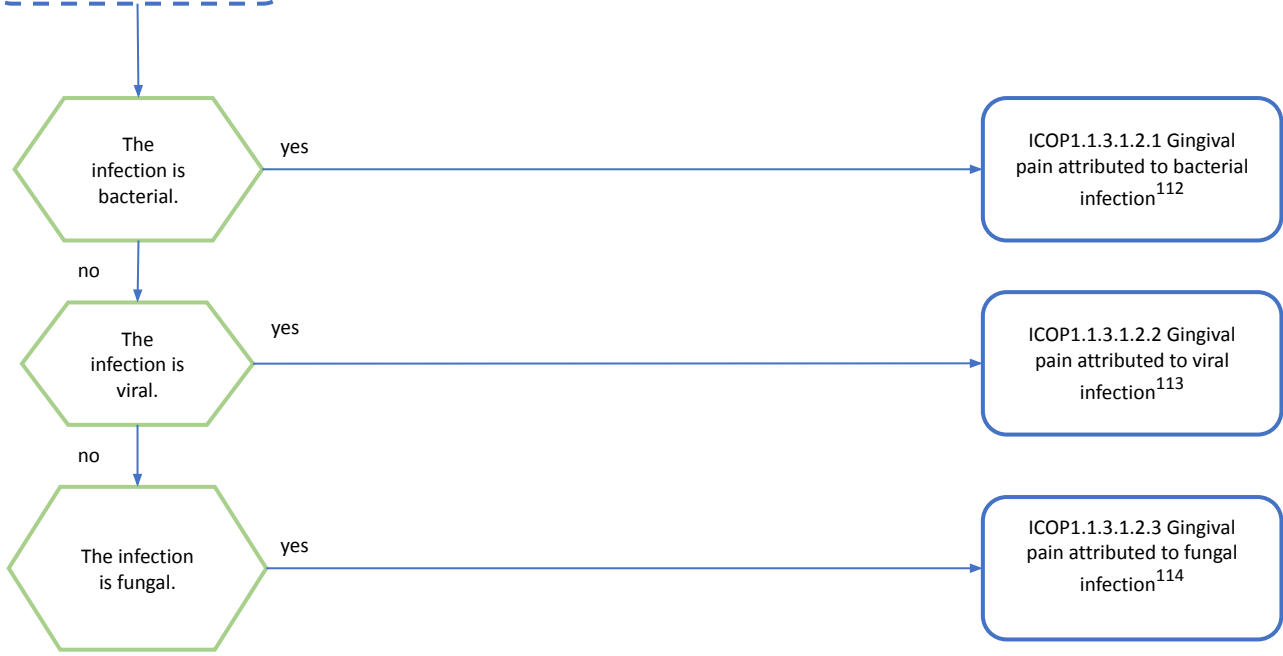 The
infection is
bacterial.
yes
ICOP1.1.3.1.2.1 Gingival
pain attributed to bacterial
infection112
no
The
infection is
viral.
yes
ICOP1.1.3.1.2.2 Gingival
pain attributed to viral
infection113
no
The infection
is fungal.
yes
ICOP1.1.3.1.2.3 Gingival
pain attributed to fungal
infection114